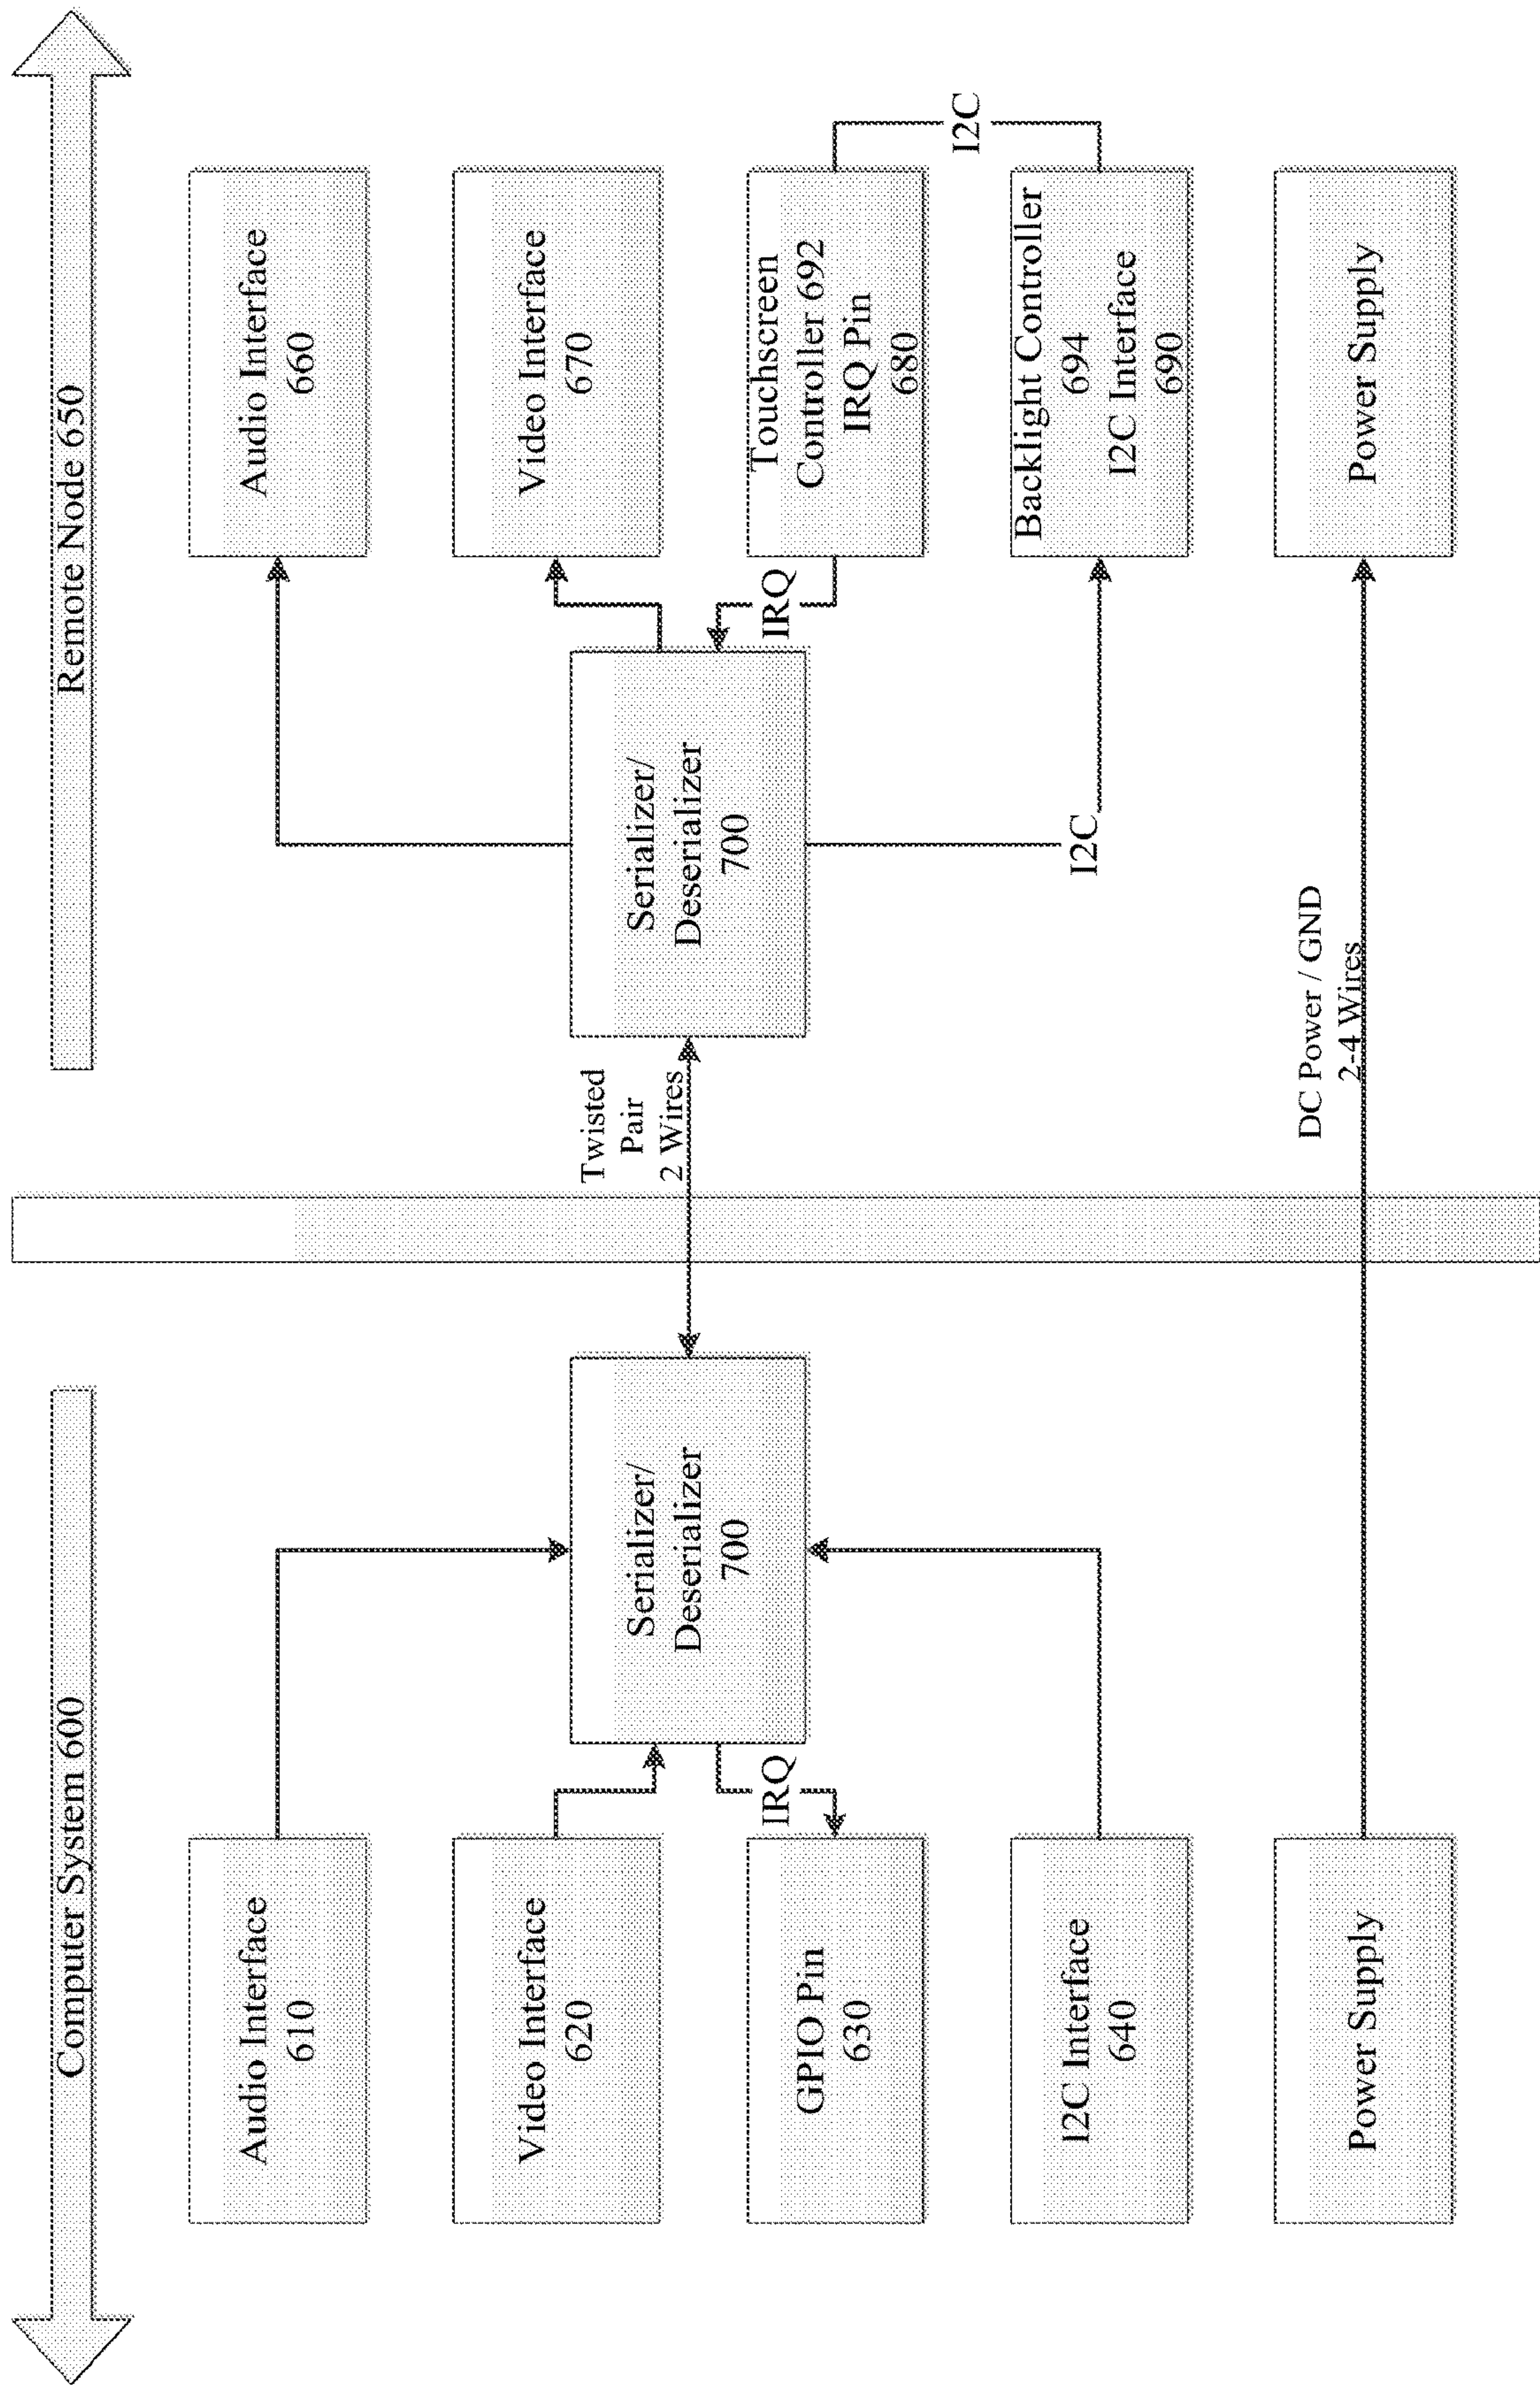 Computer System 600
Remote Node 650
Audio Interface
610
Video Interface
620
GPIO Pin
630
I2C Interface
640
Power Supply
IRQ
Serializer/
Deserializer
700
Twisted
Pair
2 Wires
DC Power / GND
2-4 Wires
Serializer/
Deserializer
700
IRQ
I2C
Audio Interface
660
Video Interface
670
Touchscreen
Controller 692
IRQ Pin
680
Backlight Controller
694
I2C Interface
690
I2C
Power Supply